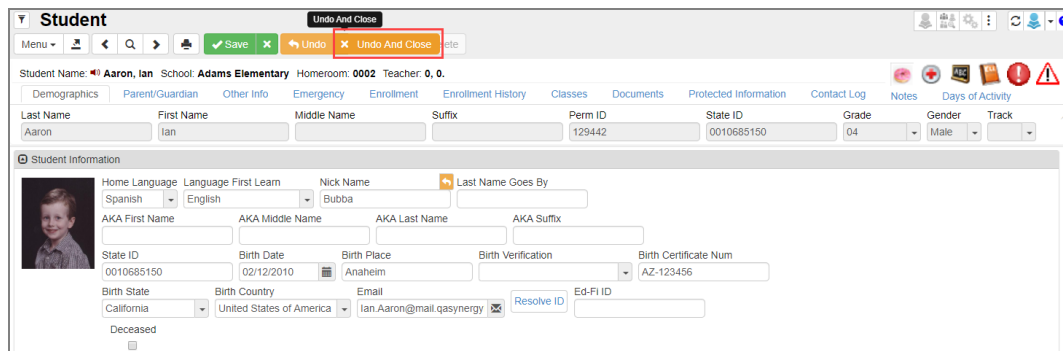 Student
Undo And Close
Menu
Save
Undo
Undo And Close
ete
Student Name: Aaron, Ian School: Adams Elementary Homeroom: 0002 Teacher: 0, 0.
ABC
Demographics Parent/Guardian Other Info Emergency Enrollment Enrollment History Classes Documents Protected Information Contact Log Notes Days of Activity
Last Name First Name Middle Name Suffix Perm ID State ID Grade Gender Track
Aaron Ian 129442 0010685150 04 Male
Student Information
Home Language Language First Learn Nick Name Last Name Goes By
Spanish English Bubba
AKA First Name AKA Middle Name AKA Last Name AKA Suffix
State ID Birth Date Birth Place Birth Verification Birth Certificate Num
0010685150 02/12/2010 Anaheim AZ-123456
Birth State Birth Country Email Resolve ID Ed-Fi ID
California United States of America Ian.Aaron@mail.qasynergy
Deceased